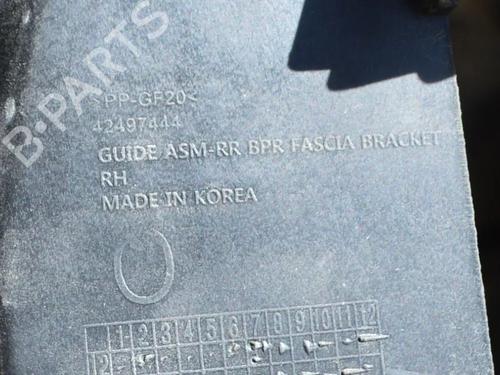 B-PARTS
>PP-GF20<
42497444
GUIDE ASM-RR BPR FASCIA BRACKET
RH
MADE IN KOREA
1 2 3 4 5 6 7 8 9 10 11 12